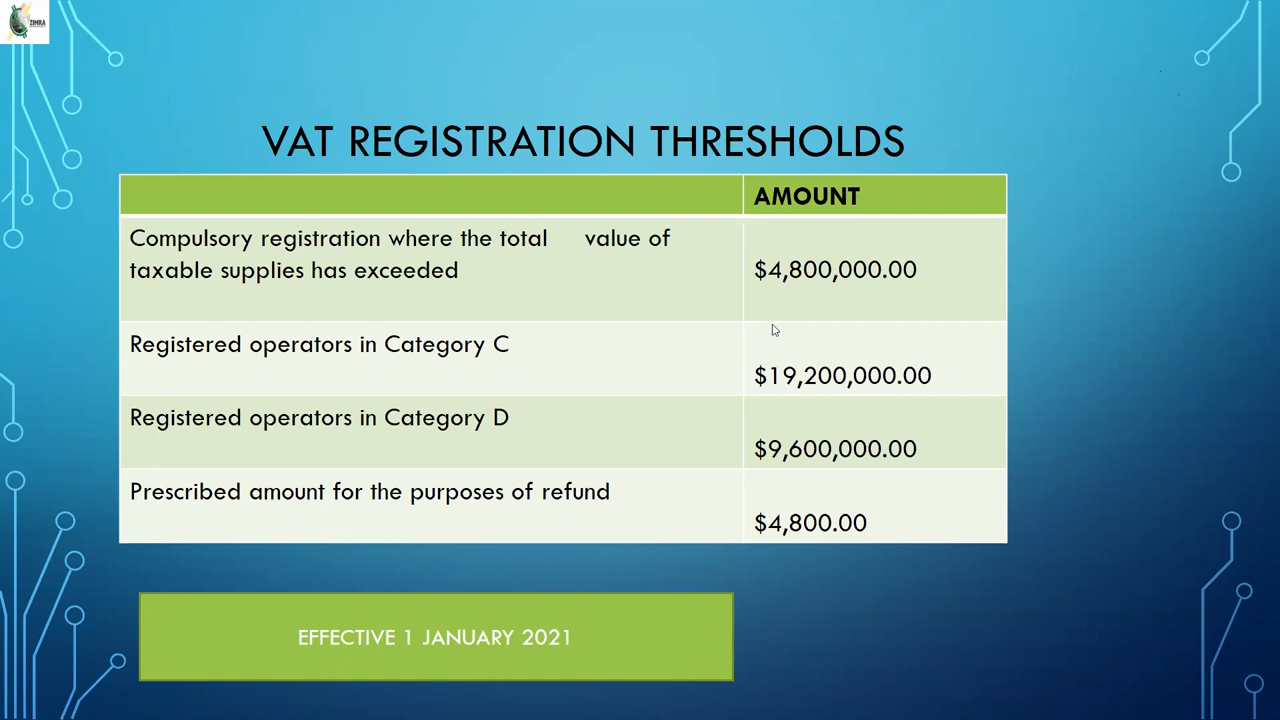 ZIMRA
VAT REGISTRATION THRESHOLDS
AMOUNT
Compulsory registration where the total value of
taxable supplies has exceeded
$4,800,000.00
Registered operators in Category C
$19,200,000.00
Registered operators in Category D
$9,600,000.00
Prescribed amount for the purposes of refund
$4,800.00
EFFECTIVE 1 JANUARY 2021